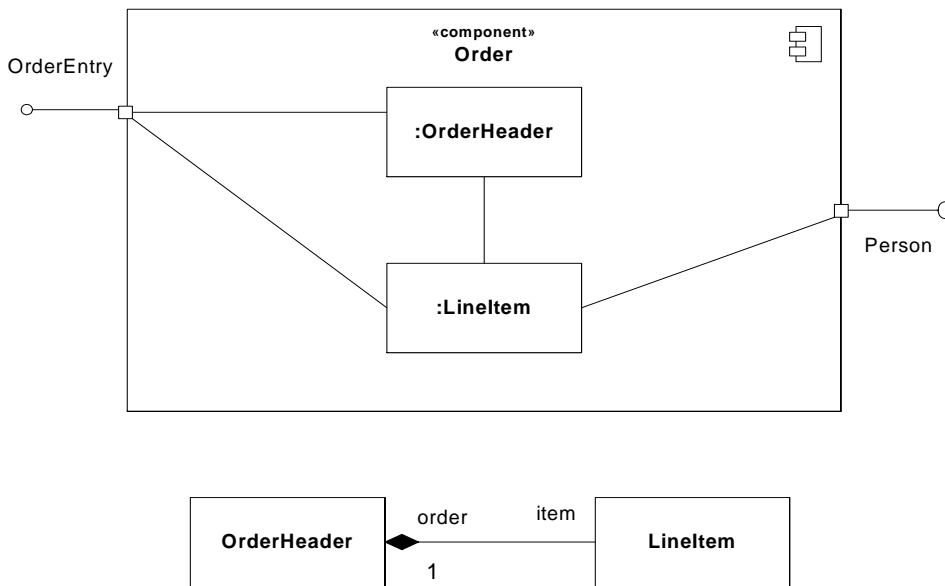 «component»
Order
OrderEntry
:OrderHeader
Person
:LineItem
order
item
OrderHeader
LineItem
1